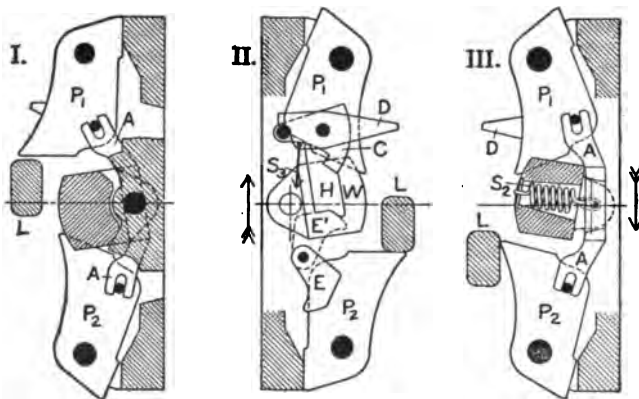 I.
P₁
A
L
A
P₂
II.
P₁
D
C
S₃
H W
L
E'
E
P₂
III.
P₁
D
A
S₂
L
A
P₂